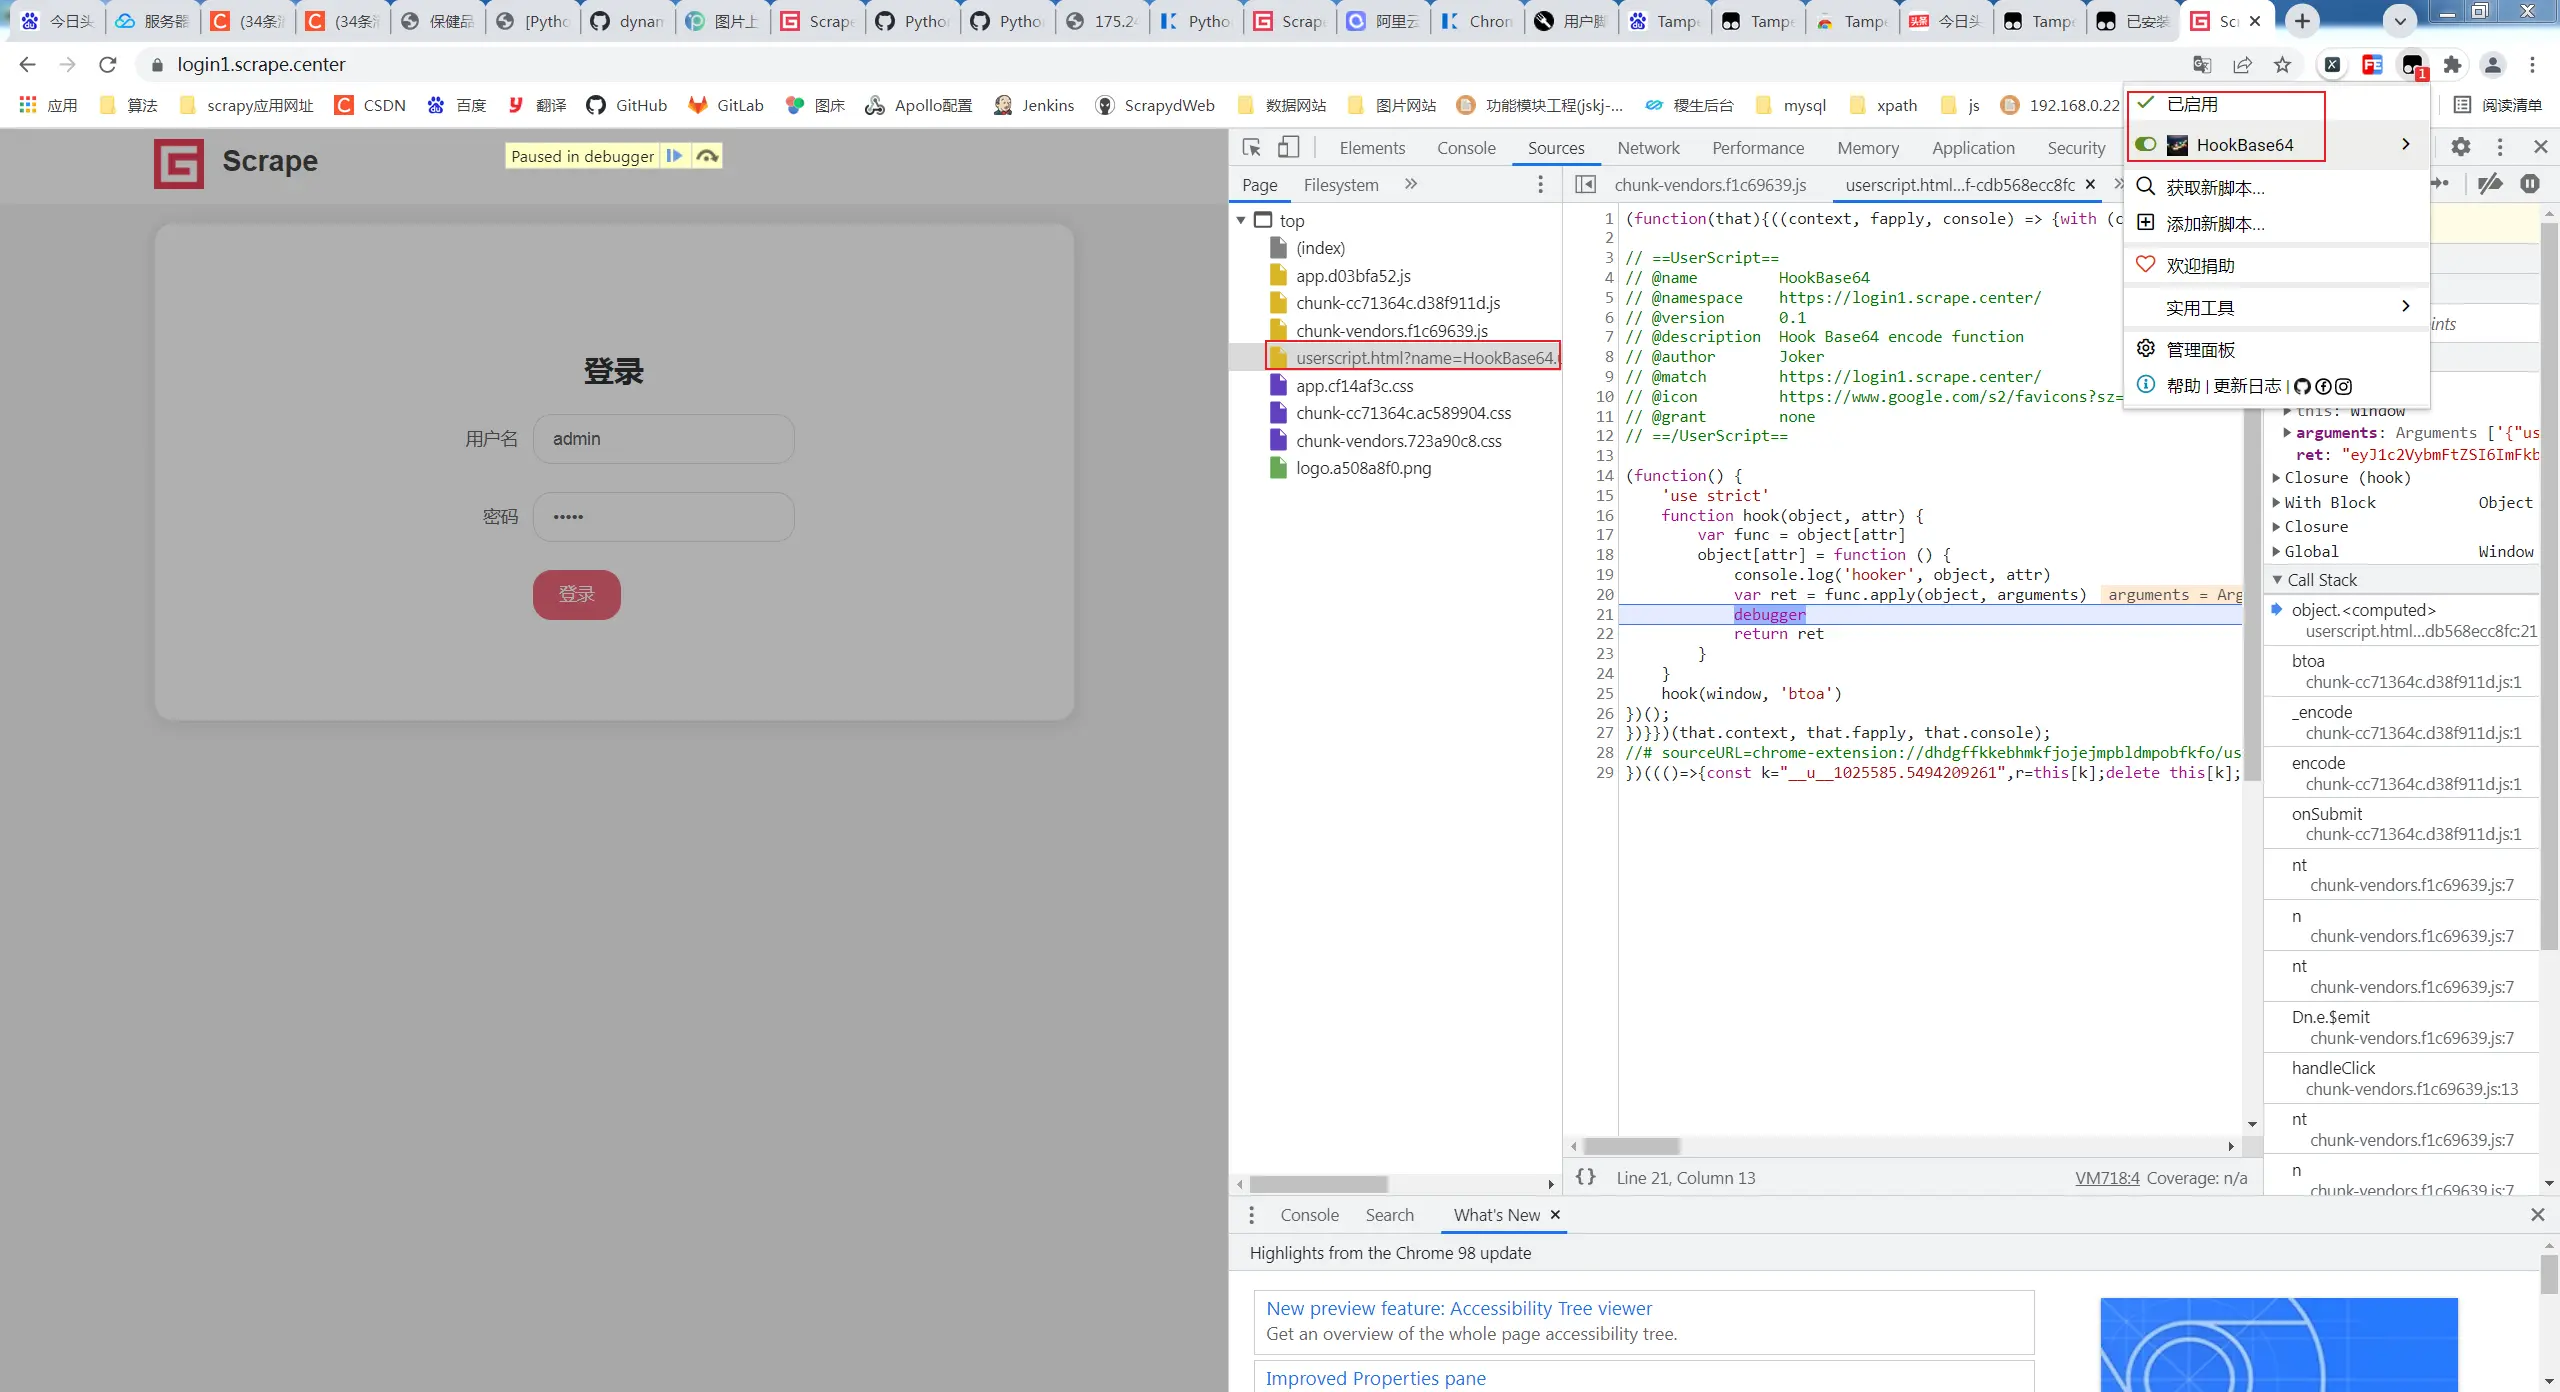 今日头
服务器
(34条消
(34条消
保健品
[Pytho
dynam
图片上
Scrape
Pytho
Pytho
175.24
Pytho
Scrape
阿里云
Chron
用户脚
Tampe
Tampe
Tampe
今日头
Tampe
已安装
Scr
login1.scrape.center
应用
算法
scrapy应用网址
CSDN
百度
翻译
GitHub
GitLab
图床
Apollo配置
Jenkins
ScrapydWeb
数据网站
图片网站
功能模块工程(jskj-...
稷生后台
mysql
xpath
js
192.168.0.22
阅读清单
Scrape
Paused in debugger
登录
用户名 admin
密码 •••••
登录
Elements Console Sources Network Performance Memory Application Security
Page Filesystem
chunk-vendors.f1c69639.js userscript.html...f-cdb568ecc8fc
top
(index)
app.d03bfa52.js
chunk-cc71364c.d38f911d.js
chunk-vendors.f1c69639.js
userscript.html?name=HookBase64.
app.cf14af3c.css
chunk-cc71364c.ac589904.css
chunk-vendors.723a90c8.css
logo.a508a8f0.png
1 (function(that){((context, fapply, console) => {with (c
2
3 // ==UserScript==
4 // @name         HookBase64
5 // @namespace    https://login1.scrape.center/
6 // @version      0.1
7 // @description  Hook Base64 encode function
8 // @author       Joker
9 // @match        https://login1.scrape.center/
10 // @icon         https://www.google.com/s2/favicons?sz=
11 // @grant        none
12 // ==/UserScript==
13
14 (function() {
15     'use strict'
16     function hook(object, attr) {
17         var func = object[attr]
18         object[attr] = function () {
19             console.log('hooker', object, attr)
20             var ret = func.apply(object, arguments) arguments = Arg
21             debugger
22             return ret
23         }
24     }
25     hook(window, 'btoa')
26 })();
27 })}})(that.context, that.fapply, that.console);
28 //# sourceURL=chrome-extension://dhdgffkkebhmkfjojejmpbldmpobfkfo/us
29 })((()=>{const k="__u__1025585.5494209261",r=this[k];delete this[k];
{} Line 21, Column 13
VM718:4 Coverage: n/a
已启用
HookBase64
获取新脚本...
添加新脚本...
欢迎捐助
实用工具
管理面板
帮助 | 更新日志 |
ints
this: Window
arguments: Arguments ['{"us
ret: "eyJ1c2VybmFtZSI6ImFkb
Closure (hook)
With Block Object
Closure
Global Window
Call Stack
object.<computed>
userscript.html...db568ecc8fc:21
btoa
chunk-cc71364c.d38f911d.js:1
_encode
chunk-cc71364c.d38f911d.js:1
encode
chunk-cc71364c.d38f911d.js:1
onSubmit
chunk-cc71364c.d38f911d.js:1
nt
chunk-vendors.f1c69639.js:7
n
chunk-vendors.f1c69639.js:7
nt
chunk-vendors.f1c69639.js:7
Dn.e.$emit
chunk-vendors.f1c69639.js:7
handleClick
chunk-vendors.f1c69639.js:13
nt
chunk-vendors.f1c69639.js:7
n
chunk-vendors.f1c69639.js:7
Console Search What's New
Highlights from the Chrome 98 update
New preview feature: Accessibility Tree viewer
Get an overview of the whole page accessibility tree.
Improved Properties pane